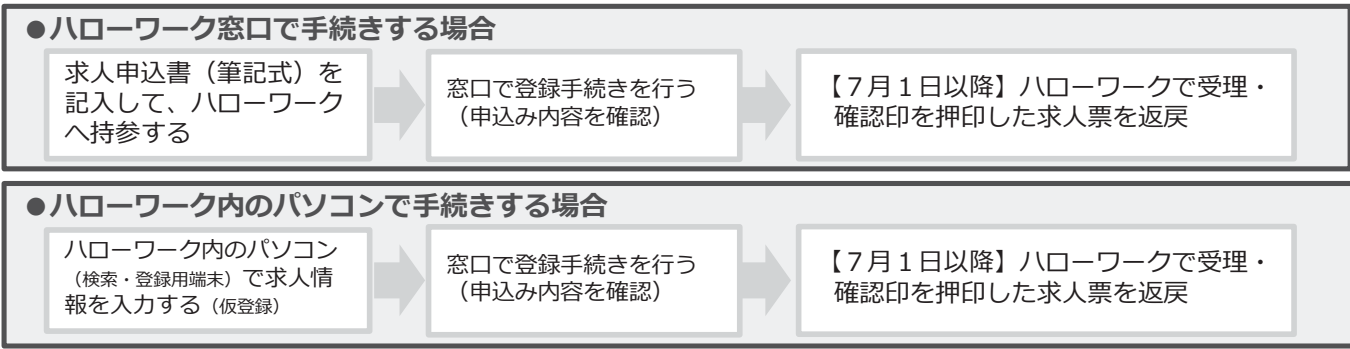 ●ハローワーク窓口で手続きする場合
求人申込書（筆記式）を
記入して、ハローワーク
へ持参する
窓口で登録手続きを行う
（申込み内容を確認）
【７月１日以降】ハローワークで受理・
確認印を押印した求人票を返戻
●ハローワーク内のパソコンで手続きする場合
ハローワーク内のパソコン
（検索・登録用端末）で求人情
報を入力する（仮登録）
窓口で登録手続きを行う
（申込み内容を確認）
【７月１日以降】ハローワークで受理・
確認印を押印した求人票を返戻